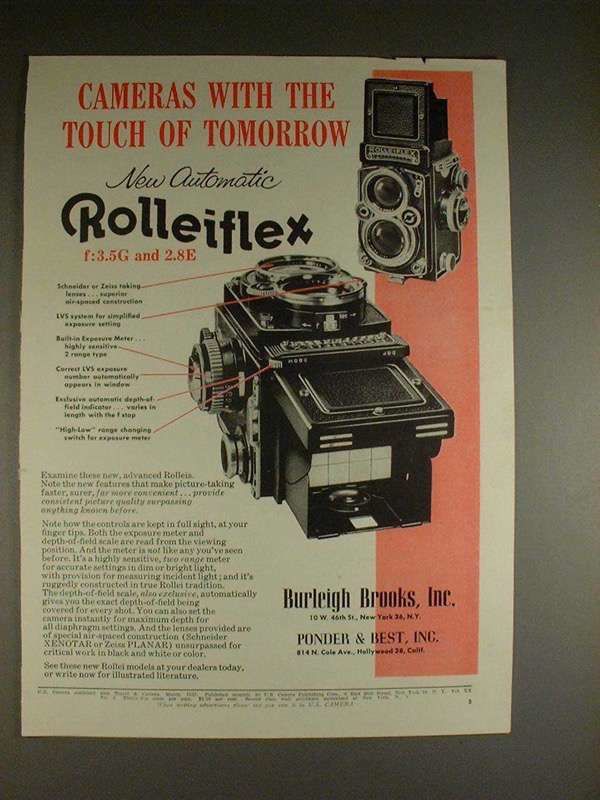 CAMERAS WITH THE
TOUCH OF TOMORROW
New Automatic
Rolleiflex
f:3.5G and 2.8E
ROLLEIFLEX
Schneider or Zeiss taking
lenses . . . superior
air-spaced construction
LVS system for simplified
exposure setting
Built-in Exposure Meter . . .
highly sensitive
2 range type
Correct LVS exposure
number automatically
appears in window
Exclusive automatic depth-of-
field indicator . . . varies in
length with the f stop
"High-Low" range changing
switch for exposure meter
Examine these new, advanced Rolleis.
Note the new features that make picture-taking
faster, surer, far more convenient . . . provide
consistent picture quality surpassing
anything known before.
Note how the controls are kept in full sight, at your
finger tips. Both the exposure meter and
depth-of-field scale are read from the viewing
position. And the meter is not like any you've seen
before. It's a highly sensitive, two range meter
for accurate settings in dim or bright light,
with provision for measuring incident light; and it's
ruggedly constructed in true Rollei tradition.
The depth-of-field scale, also exclusive, automatically
gives you the exact depth-of-field being
covered for every shot. You can also set the
camera instantly for maximum depth for
all diaphragm settings. And the lenses provided are
of special air-spaced construction (Schneider
XENOTAR or Zeiss PLANAR) unsurpassed for
critical work in black and white or color.
See these new Rollei models at your dealers today,
or write now for illustrated literature.
Burleigh Brooks, Inc.
10 W. 46th St., New York 36, N.Y.
PONDER & BEST, INC.
814 N. Cole Ave., Hollywood 38, Calif.
When writing advertisers please say you saw it in U.S. CAMERA